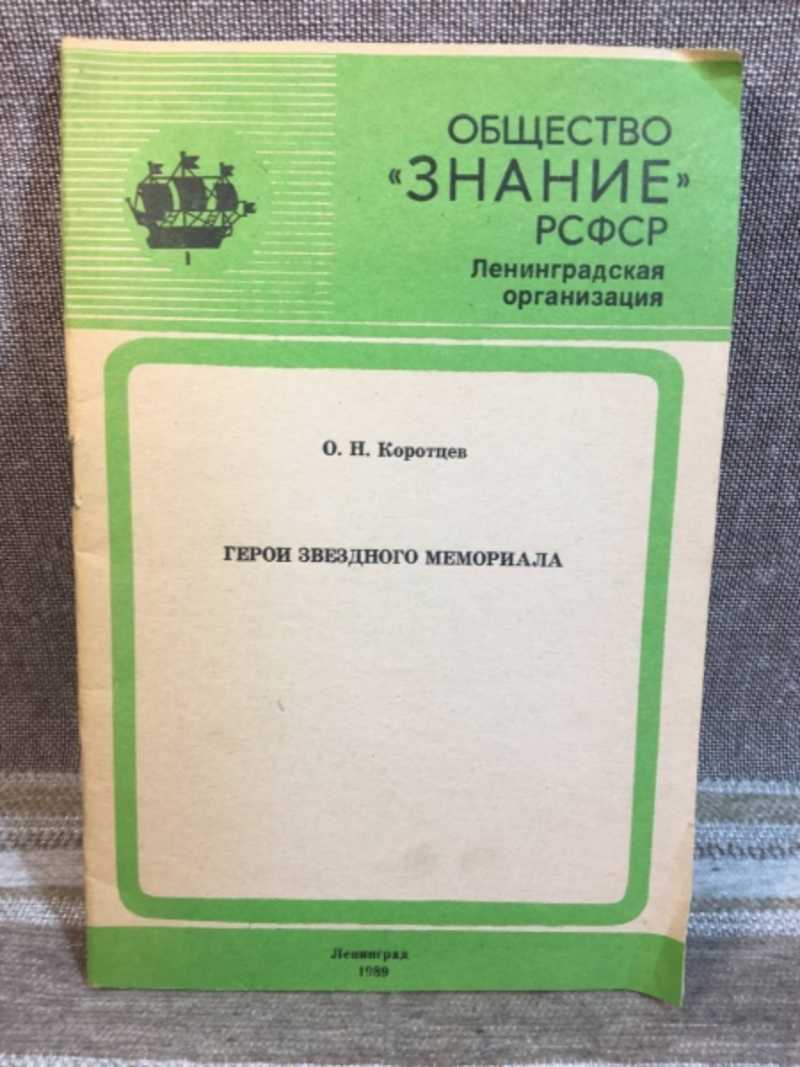 ОБЩЕСТВО
«ЗНАНИЕ»
РСФСР
Ленинградская
организация
О. Н. Коротцев
ГЕРОИ ЗВЕЗДНОГО МЕМОРИАЛА
Ленинград
1989